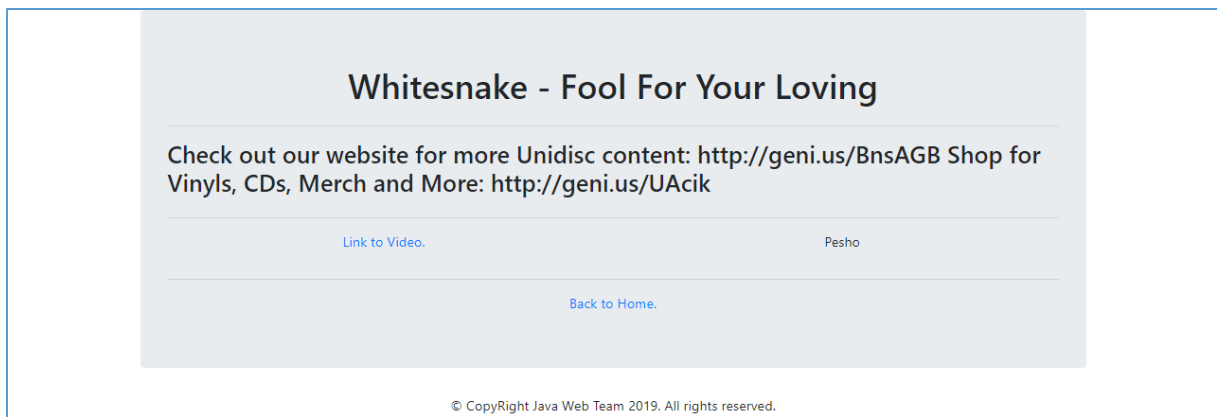 Whitesnake - Fool For Your Loving
Check out our website for more Unidisc content: http://geni.us/BnsAGB Shop for
Vinyls, CDs, Merch and More: http://geni.us/UAcik
Link to Video. Pesho
Back to Home.
© CopyRight Java Web Team 2019. All rights reserved.